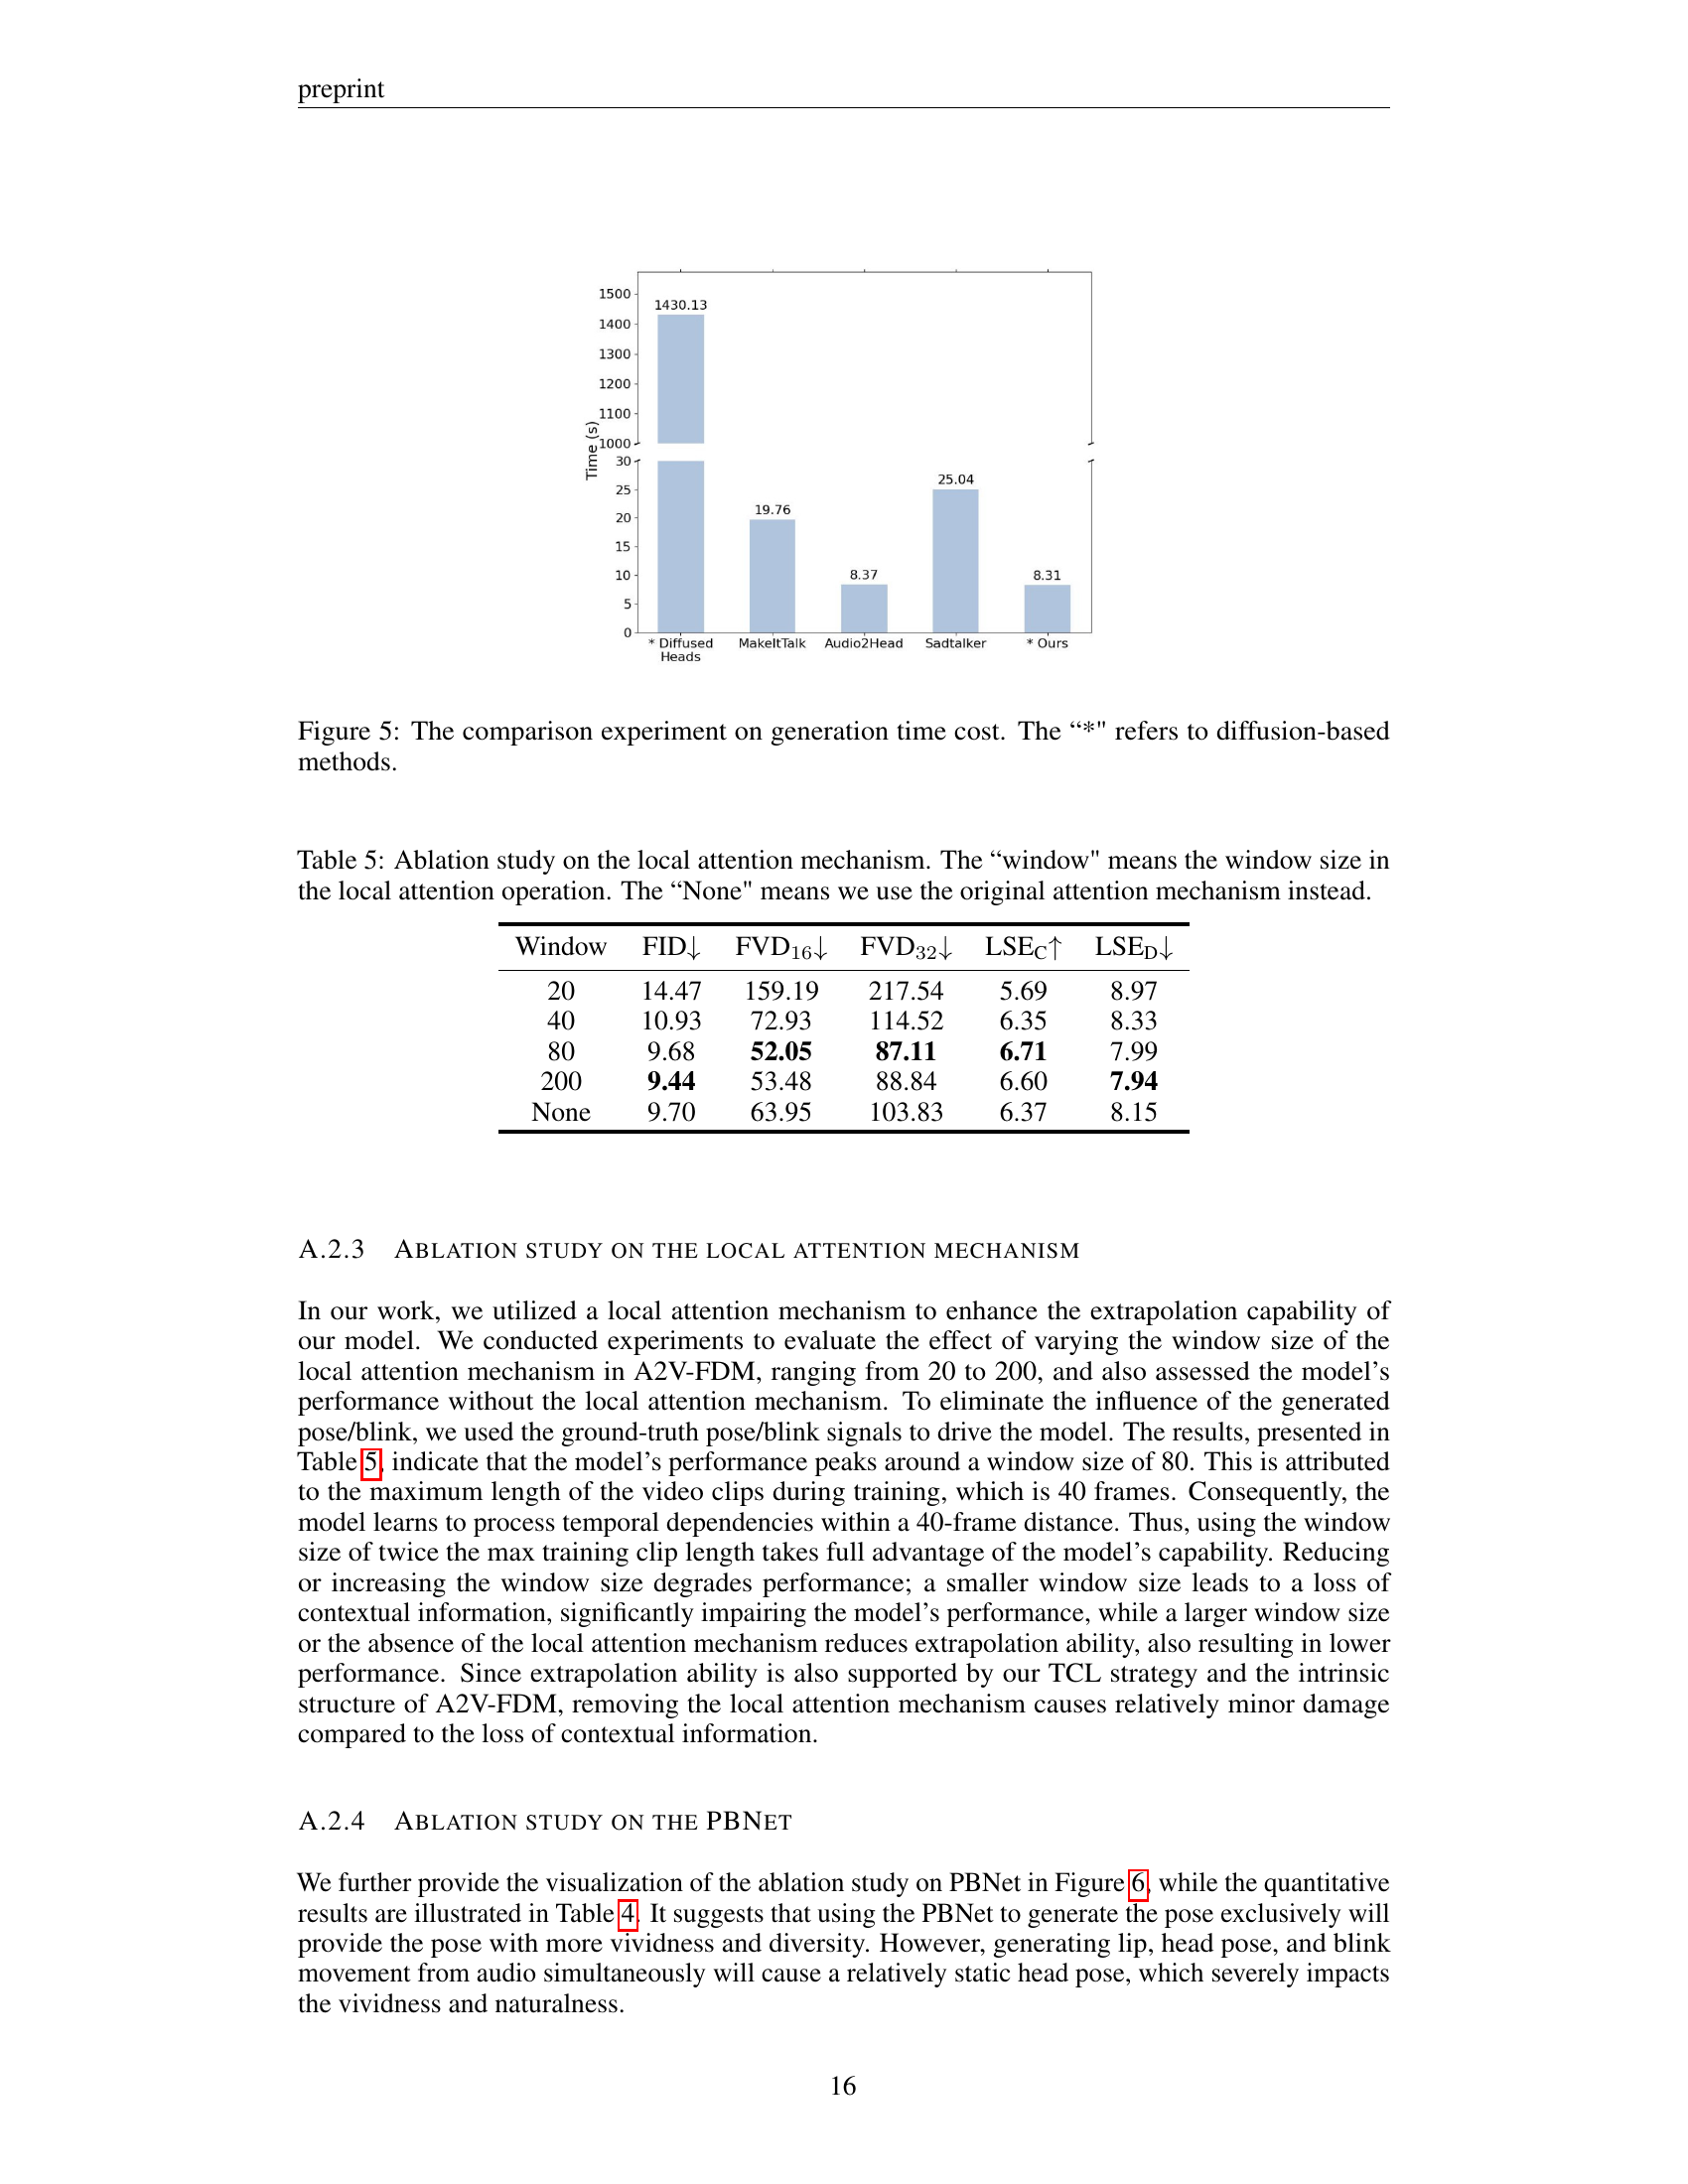 preprint
1500
1430.13
1400
1300
1200
1100
1000
Time (s)
30
25
25.04
20
19.76
15
10
8.37
8.31
5
0
* Diffused
Heads
MakeItTalk
Audio2Head
Sadtalker
* Ours
Figure 5: The comparison experiment on generation time cost. The “*" refers to diffusion-based
methods.
Table 5: Ablation study on the local attention mechanism. The “window" means the window size in
the local attention operation. The “None" means we use the original attention mechanism instead.
Window FID↓ FVD16↓ FVD32↓ LSEC↑ LSED↓
20 14.47 159.19 217.54 5.69 8.97
40 10.93 72.93 114.52 6.35 8.33
80 9.68 52.05 87.11 6.71 7.99
200 9.44 53.48 88.84 6.60 7.94
None 9.70 63.95 103.83 6.37 8.15
A.2.3 ABLATION STUDY ON THE LOCAL ATTENTION MECHANISM
In our work, we utilized a local attention mechanism to enhance the extrapolation capability of
our model. We conducted experiments to evaluate the effect of varying the window size of the
local attention mechanism in A2V-FDM, ranging from 20 to 200, and also assessed the model’s
performance without the local attention mechanism. To eliminate the influence of the generated
pose/blink, we used the ground-truth pose/blink signals to drive the model. The results, presented in
Table 5, indicate that the model’s performance peaks around a window size of 80. This is attributed
to the maximum length of the video clips during training, which is 40 frames. Consequently, the
model learns to process temporal dependencies within a 40-frame distance. Thus, using the window
size of twice the max training clip length takes full advantage of the model’s capability. Reducing
or increasing the window size degrades performance; a smaller window size leads to a loss of
contextual information, significantly impairing the model’s performance, while a larger window size
or the absence of the local attention mechanism reduces extrapolation ability, also resulting in lower
performance. Since extrapolation ability is also supported by our TCL strategy and the intrinsic
structure of A2V-FDM, removing the local attention mechanism causes relatively minor damage
compared to the loss of contextual information.
A.2.4 ABLATION STUDY ON THE PBNET
We further provide the visualization of the ablation study on PBNet in Figure 6, while the quantitative
results are illustrated in Table 4. It suggests that using the PBNet to generate the pose exclusively will
provide the pose with more vividness and diversity. However, generating lip, head pose, and blink
movement from audio simultaneously will cause a relatively static head pose, which severely impacts
the vividness and naturalness.
16